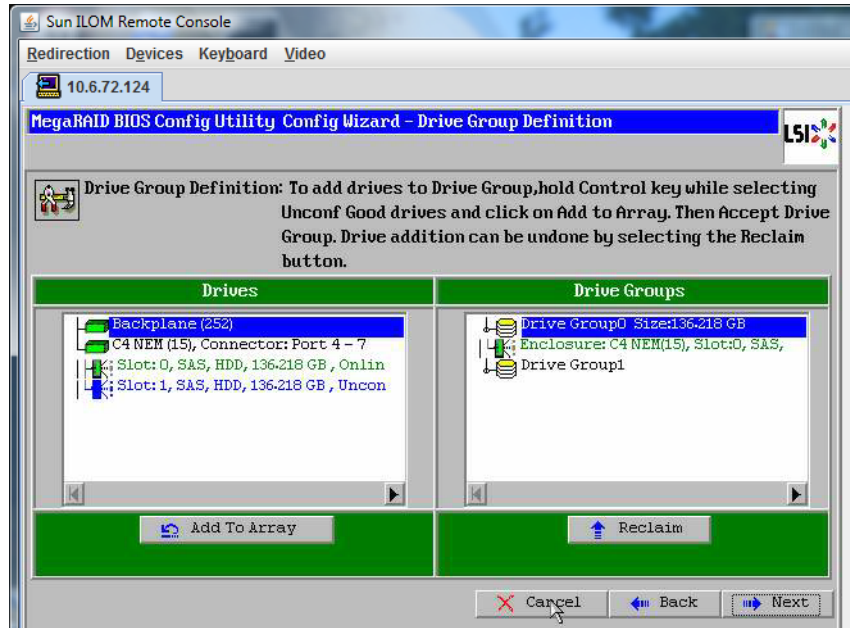 Sun ILOM Remote Console
Redirection Devices Keyboard Video
10.6.72.124
MegaRAID BIOS Config Utility Config Wizard - Drive Group Definition
LSI
Drive Group Definition: To add drives to Drive Group,hold Control key while selecting
Unconf Good drives and click on Add to Array. Then Accept Drive
Group. Drive addition can be undone by selecting the Reclaim
button.
Drives
Drive Groups
Backplane (252)
C4 NEM (15), Connector: Port 4 - 7
Slot: 0, SAS, HDD, 136.218 GB , Onlin
Slot: 1, SAS, HDD, 136.218 GB , Uncon
Drive Group0 Size:136.218 GB
Enclosure: C4 NEM(15), Slot:0, SAS,
Drive Group1
Add To Array
Reclaim
Cancel
Back
Next